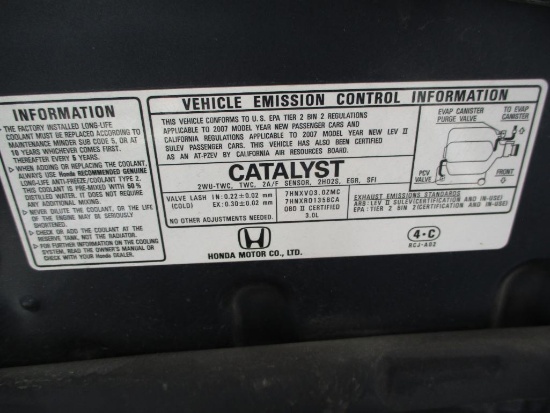 INFORMATION
▷ THE FACTORY INSTALLED LONG-LIFE
COOLANT MUST BE REPLACED ACCORDING TO
MAINTENANCE MINDER SUB CODE 5, OR AT
10 YEARS WHICHEVER COMES FIRST.
THEREAFTER EVERY 5 YEARS.
▷ WHEN ADDING OR REPLACING THE COOLANT,
ALWAYS USE Honda RECOMMENDED GENUINE
LONG-LIFE ANTI-FREEZE/COOLANT TYPE 2.
THIS COOLANT IS PRE-MIXED WITH 50 %
DISTILLED WATER. IT DOES NOT REQUIRE
ANY ADDITIONAL MIXING.
▷ NEVER DILUTE THE COOLANT, OR THE LIFE
OF THE ENGINE MAY BE SERIOUSLY
SHORTENED.
▷ CHECK OR ADD THE COOLANT AT THE
RESERVE TANK, NOT THE RADIATOR.
▷ FOR FURTHER INFORMATION ON THE COOLING
SYSTEM, READ THE OWNER'S MANUAL OR
CHECK WITH Honda DEALER.
VEHICLE EMISSION CONTROL INFORMATION
THIS VEHICLE CONFORMS TO U.S. EPA TIER 2 BIN 2 REGULATIONS
APPLICABLE TO 2007 MODEL YEAR NEW PASSENGER CARS AND
CALIFORNIA REGULATIONS APPLICABLE TO 2007 MODEL YEAR NEW LEV II
SULEV PASSENGER CARS. THIS VEHICLE HAS ALSO BEEN CERTIFIED
AS AT-PZEV BY CALIFORNIA AIR RESOURCES BOARD.
CATALYST
2WU-TWC, TWC, 2A/F SENSOR, 2HO2S, EGR, SFI
VALVE LASH IN:0.22 ± 0.02 mm
(COLD) EX:0.30 ± 0.02 mm
NO OTHER ADJUSTMENTS NEEDED.
7HNXV03.0ZMC
7HNXR0135BCA
OBD II CERTIFIED
3.0L
EXHAUST EMISSIONS STANDARDS
ARB:LEV II SULEV(CERTIFICATION AND IN-USE)
EPA:TIER 2 BIN 2(CERTIFICATION AND IN-USE)
EVAP CANISTER
PURGE VALVE
TO EVAP
CANISTER
PCV
VALVE
FRONT
HONDA MOTOR CO., LTD.
4-C
RCJ-A02